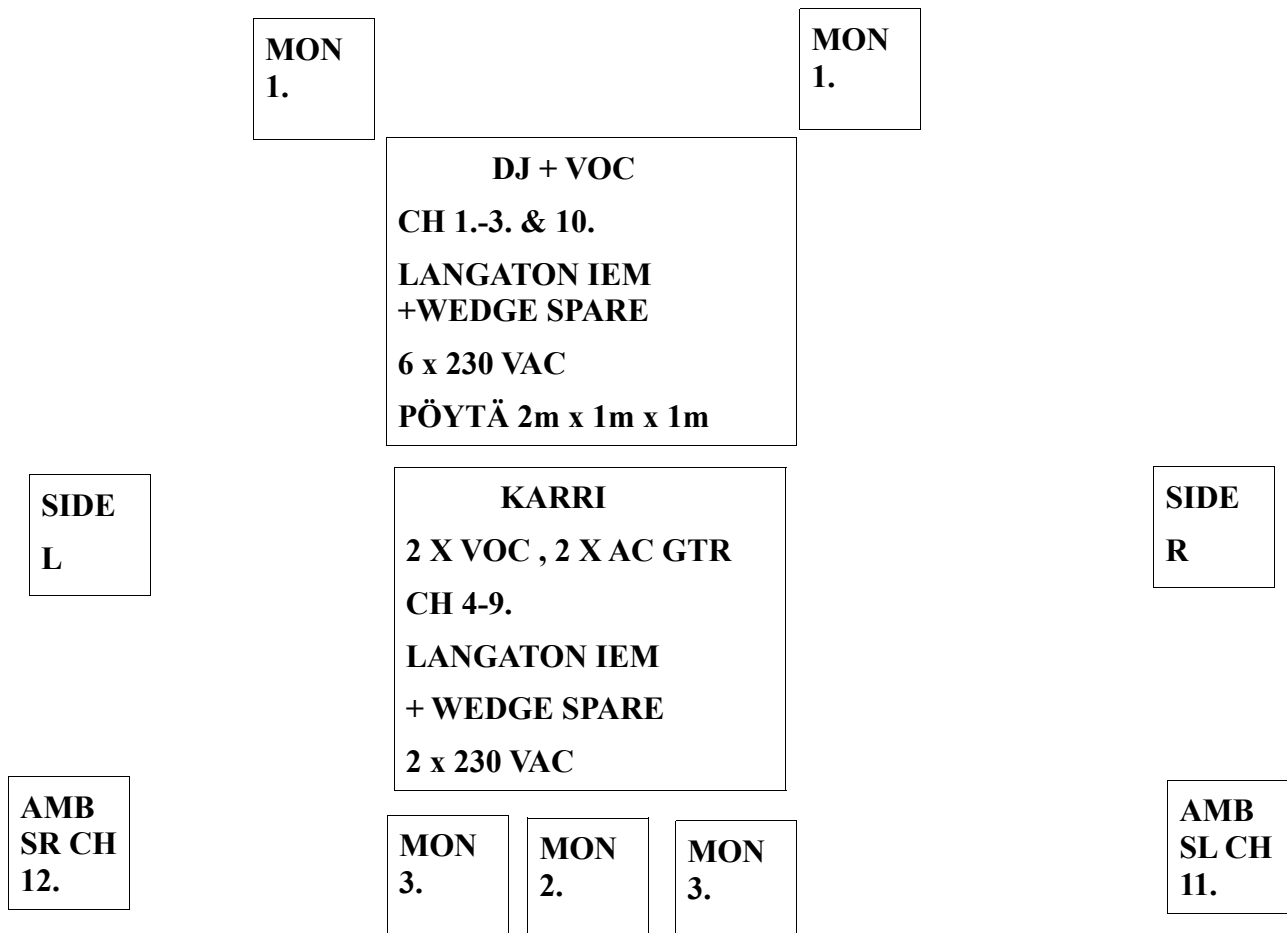 MON
1.
MON
1.
DJ + VOC
CH 1.-3. & 10.
LANGATON IEM
+WEDGE SPARE
6 x 230 VAC
PÖYTÄ 2m x 1m x 1m
SIDE
L
KARRI
2 X VOC , 2 X AC GTR
CH 4-9.
LANGATON IEM
+ WEDGE SPARE
2 x 230 VAC
SIDE
R
AMB
SR CH
12.
MON
3.
MON
2.
MON
3.
AMB
SL CH
11.